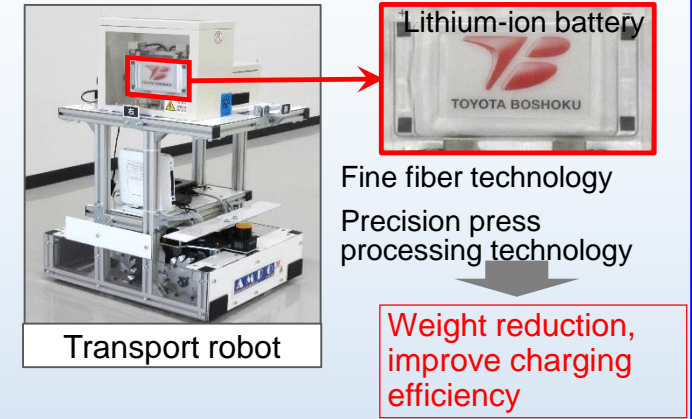 Lithium-ion battery
TOYOTA BOSHOKU
Fine fiber technology
Precision press
processing technology
Weight reduction,
improve charging
efficiency
Transport robot